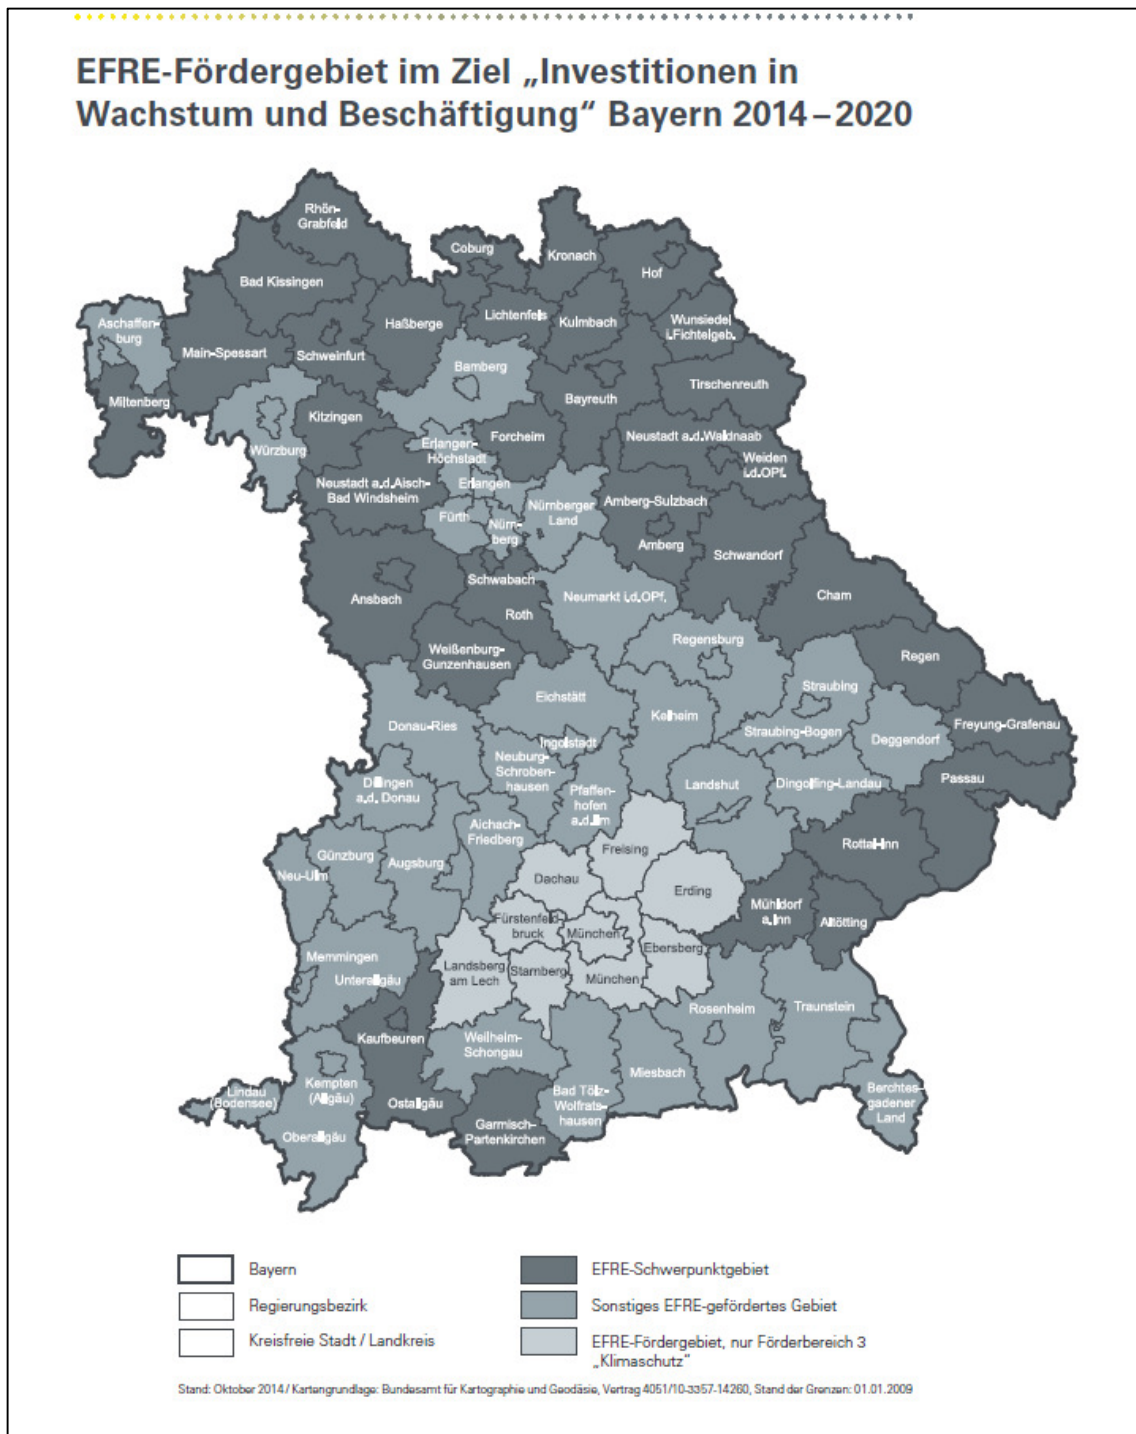 EFRE-Fördergebiet im Ziel „Investitionen in
Wachstum und Beschäftigung“ Bayern 2014–2020
Rhön-
Grabfeld
Coburg
Kronach
Hof
Bad Kissingen
Lichtenfels
Kulmbach
Wunsiedel
i.Fichtelgeb.
Aschaffen-
burg
Main-Spessart
Schweinfurt
Haßberge
Bamberg
Bayreuth
Tirschenreuth
Miltenberg
Kitzingen
Würzburg
Forcheim
Neustadt a.d.Waldnaab
Weiden
i.d.OPf.
Erlangen-
Höchstadt
Erlangen
Neustadt a.d.Aisch-
Bad Windsheim
Fürth
Nürn-
berg
Nürnberger
Land
Amberg-Sulzbach
Amberg
Schwandorf
Ansbach
Schwabach
Roth
Neumarkt i.d.OPf.
Cham
Weißenburg-
Gunzenhausen
Regensburg
Regen
Eichstätt
Kelheim
Straubing
Straubing-Bogen
Freyung-Grafenau
Donau-Ries
Ingolstadt
Deggendorf
Neuburg-
Schroben-
hausen
Pfaffen-
hofen
a.d.Ilm
Landshut
Dingolfing-Landau
Passau
Dillingen
a.d. Donau
Aichach-
Friedberg
Freising
Rottal-Inn
Günzburg
Neu-Ulm
Augsburg
Dachau
Erding
Mühldorf
a.Inn
Altötting
Fürstenfeld
bruck
München
Ebersberg
Memmingen
Unterallgäu
Landsberg
am Lech
Starnberg
München
Rosenheim
Traunstein
Kaufbeuren
Weilheim-
Schongau
Miesbach
Lindau
(Bodensee)
Kempten
(Allgäu)
Ostallgäu
Bad Tölz-
Wolfrats-
hausen
Berchtes-
gadener
Land
Oberallgäu
Garmisch-
Partenkirchen
Bayern
Regierungsbezirk
Kreisfreie Stadt / Landkreis
EFRE-Schwerpunktgebiet
Sonstiges EFRE-gefördertes Gebiet
EFRE-Fördergebiet, nur Förderbereich 3
„Klimaschutz“
Stand: Oktober 2014 / Kartengrundlage: Bundesamt für Kartographie und Geodäsie, Vertrag 4051/10-3357-14260, Stand der Grenzen: 01.01.2009